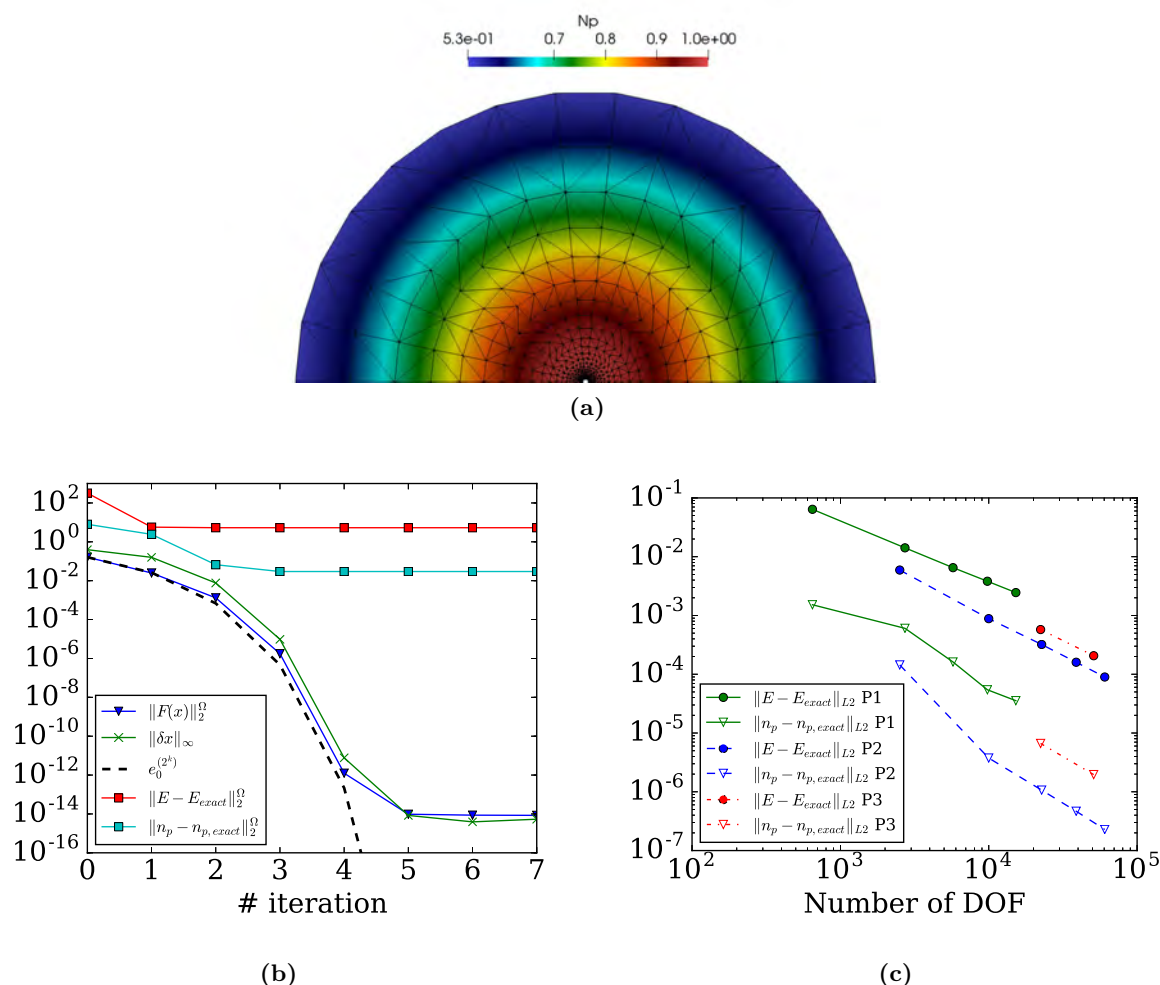 Np
5.3e-01 0.7 0.8 0.9 1.0e+00
(a)
10^2
10^0
10^-2
10^-4
10^-6
10^-8
10^-10
10^-12
10^-14
10^-16
‖F(x)‖_2^Ω
‖δx‖_∞
e_0^(2^k)
‖E − E_exact‖_2^Ω
‖n_p − n_p,exact‖_2^Ω
0 1 2 3 4 5 6 7
# iteration
(b)
10^-1
10^-2
10^-3
10^-4
10^-5
10^-6
10^-7
‖E − E_exact‖_L2 P1
‖n_p − n_p,exact‖_L2 P1
‖E − E_exact‖_L2 P2
‖n_p − n_p,exact‖_L2 P2
‖E − E_exact‖_L2 P3
‖n_p − n_p,exact‖_L2 P3
10^2 10^3 10^4 10^5
Number of DOF
(c)